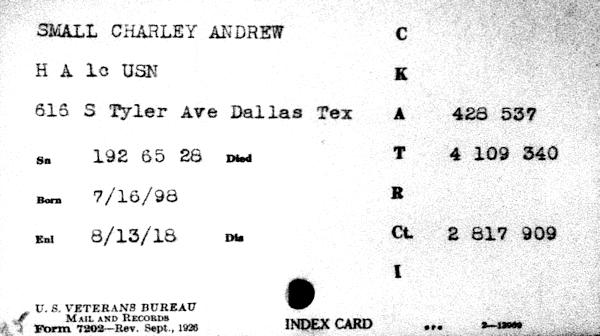 SMALL CHARLEY ANDREW C
H A 1c USN K
616 S Tyler Ave Dallas Tex A 428 537
Sn 192 65 28 Died T 4 109 340
Born 7/16/98 R
Enl 8/13/18 Dis Ct. 2 817 909
I
U. S. VETERANS BUREAU
MAIL AND RECORDS
Form 7202—Rev. Sept., 1926 INDEX CARD